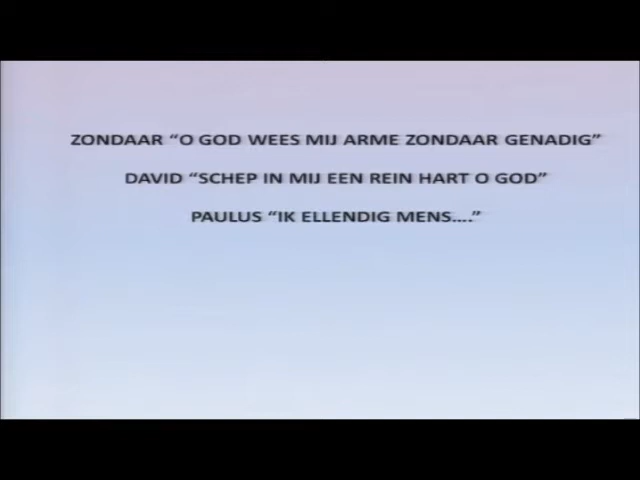 ZONDAAR “O GOD WEES MIJ ARME ZONDAAR GENADIG”
DAVID “SCHEP IN MIJ EEN REIN HART O GOD”
PAULUS “IK ELLENDIG MENS….”